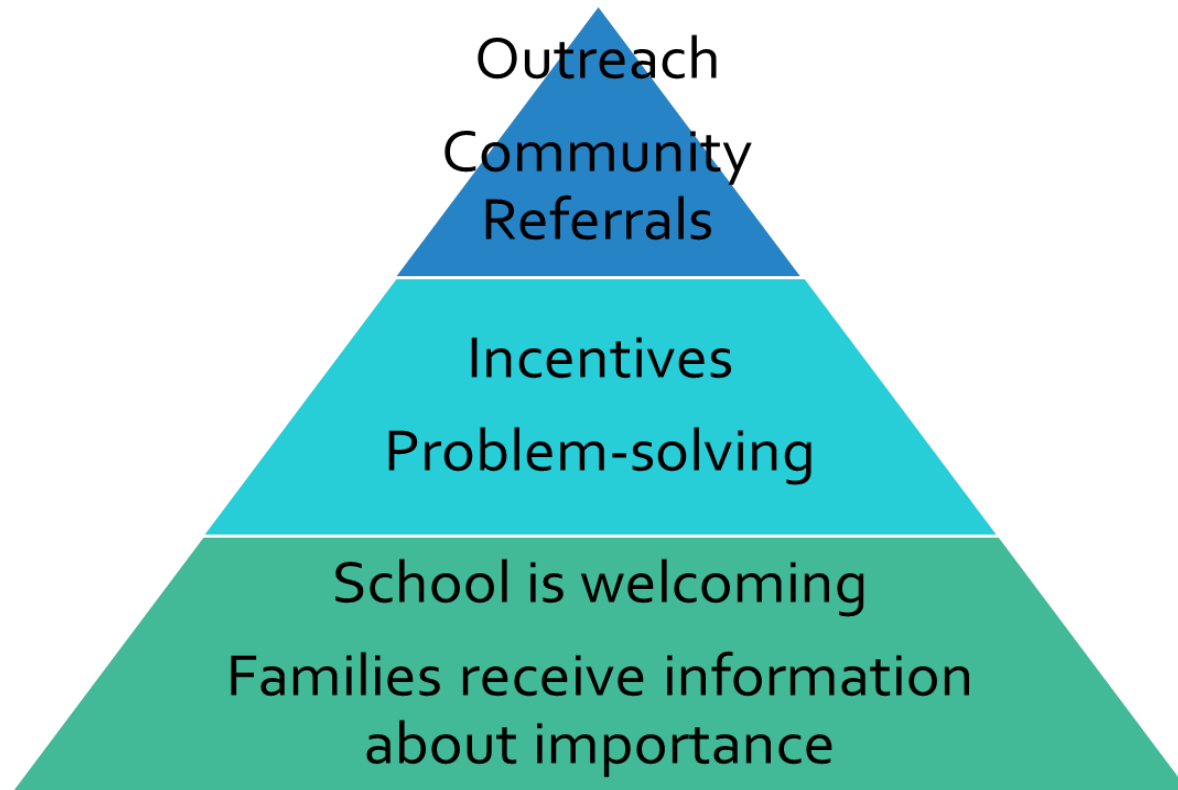 Outreach
Community
Referrals
Incentives
Problem-solving
School is welcoming
Families receive information
about importance